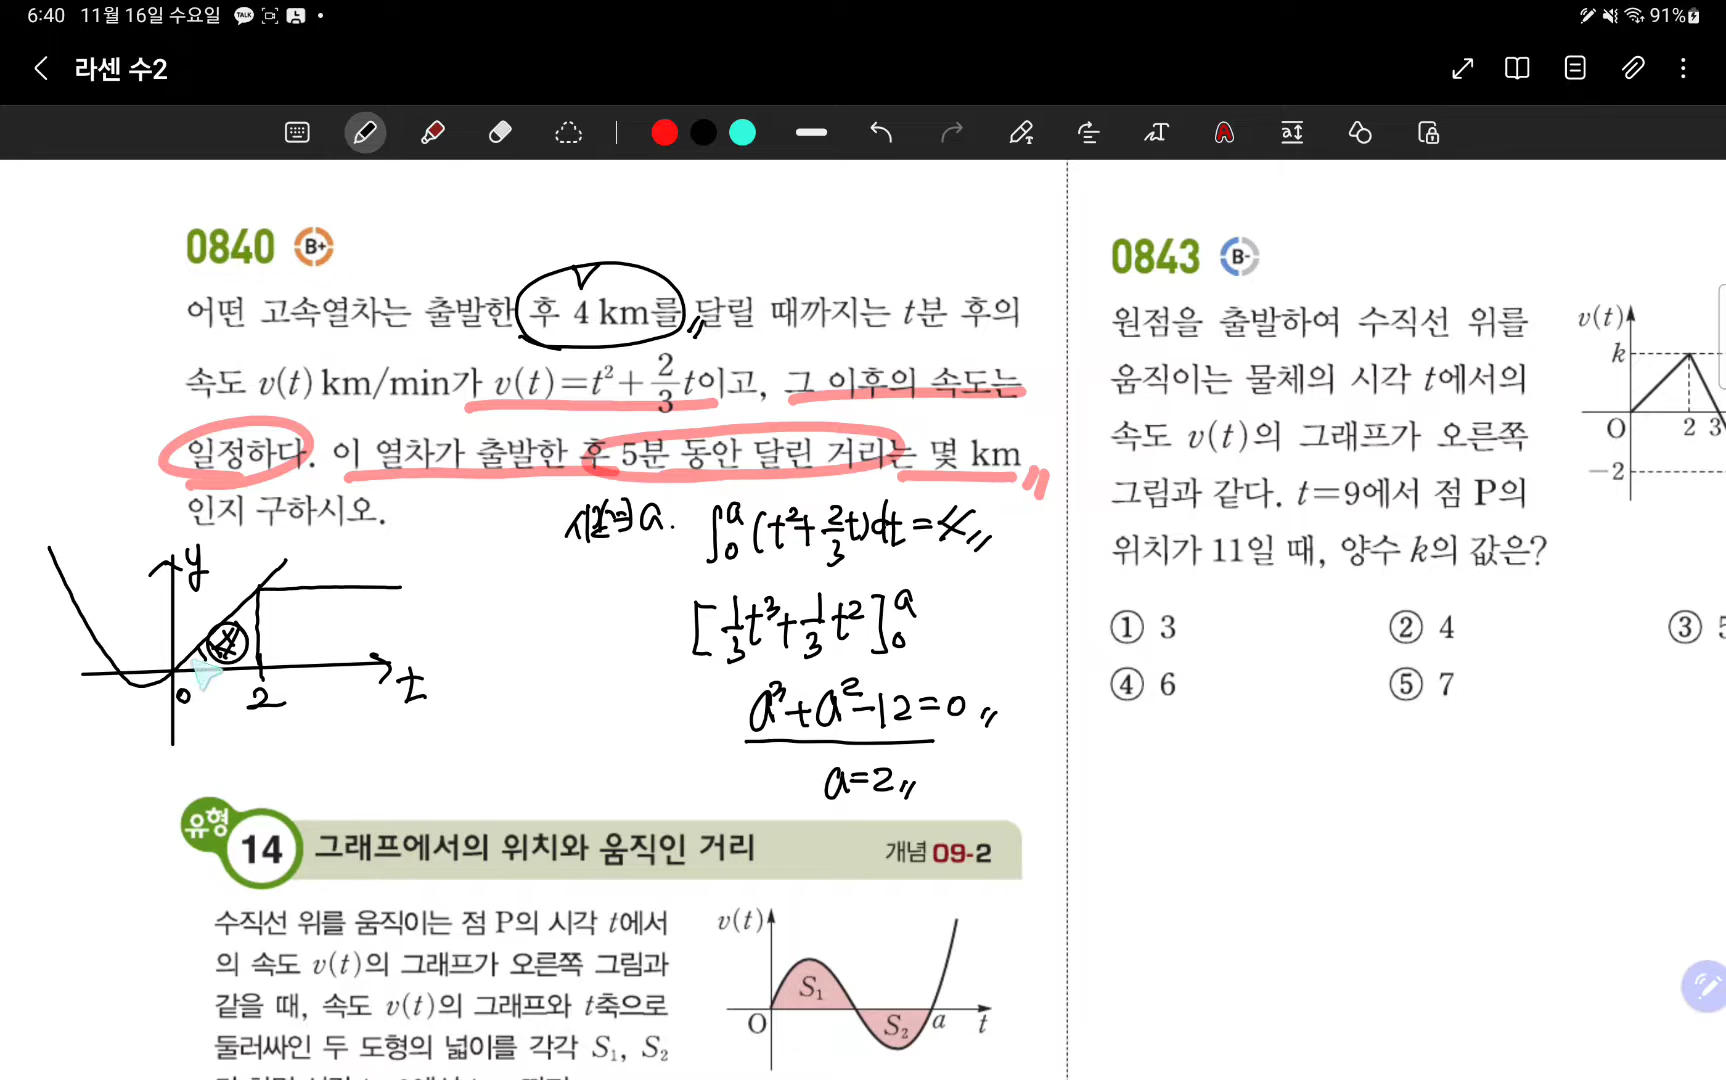 6:40 11월 16일 수요일 TALK
91%
라센 수2
0840 B+
어떤 고속열차는 출발한 후 4 km를 달릴 때까지는 t분 후의
속도 v(t) km/min가 v(t)=t²+2/3t이고, 그 이후의 속도는
일정하다. 이 열차가 출발한 후 5분 동안 달린 거리는 몇 km
인지 구하시오.
∫₀ᵃ(t²+2/3t)dt=4
[1/3t³+1/3t²]₀ᵃ
a³+a²-12=0
a=2
y
0 2 t
유형 14 그래프에서의 위치와 움직인 거리 개념 09-2
수직선 위를 움직이는 점 P의 시각 t에서
의 속도 v(t)의 그래프가 오른쪽 그림과
같을 때, 속도 v(t)의 그래프와 t축으로
둘러싸인 두 도형의 넓이를 각각 S₁, S₂
v(t)
S₁
O S₂ a t
0843 B-
원점을 출발하여 수직선 위를
움직이는 물체의 시각 t에서의
속도 v(t)의 그래프가 오른쪽
그림과 같다. t=9에서 점 P의
위치가 11일 때, 양수 k의 값은?
v(t)
k
O 2 3
-2
① 3 ② 4 ③ 5
④ 6 ⑤ 7